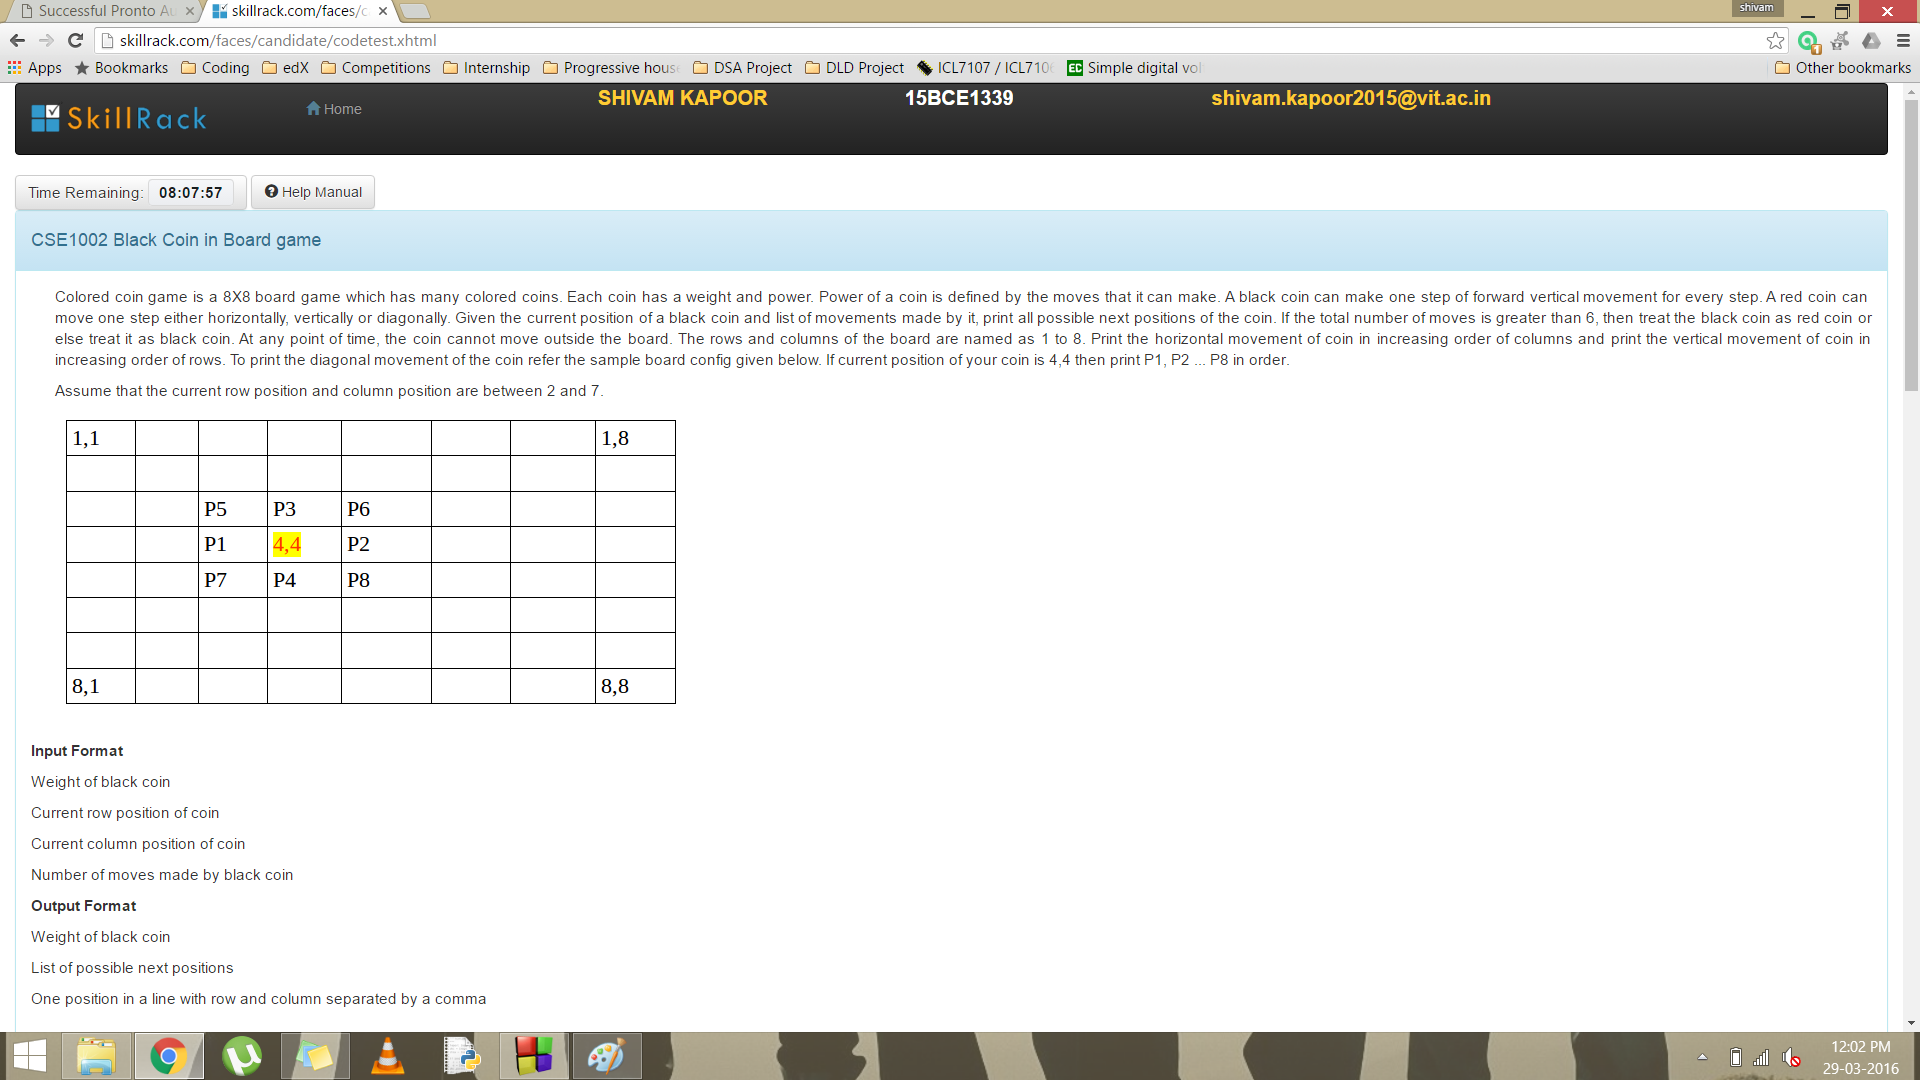 Successful Pronto Au
skillrack.com/faces/c
shivam
skillrack.com/faces/candidate/codetest.xhtml
Apps Bookmarks Coding edX Competitions Internship Progressive hous DSA Project DLD Project ICL7107 / ICL710 EC Simple digital vol Other bookmarks
SkillRack
Home
SHIVAM KAPOOR
15BCE1339
shivam.kapoor2015@vit.ac.in
Time Remaining: 08:07:57
Help Manual
CSE1002 Black Coin in Board game
Colored coin game is a 8X8 board game which has many colored coins. Each coin has a weight and power. Power of a coin is defined by the moves that it can make. A black coin can make one step of forward vertical movement for every step. A red coin can
move one step either horizontally, vertically or diagonally. Given the current position of a black coin and list of movements made by it, print all possible next positions of the coin. If the total number of moves is greater than 6, then treat the black coin as red coin or
else treat it as black coin. At any point of time, the coin cannot move outside the board. The rows and columns of the board are named as 1 to 8. Print the horizontal movement of coin in increasing order of columns and print the vertical movement of coin in
increasing order of rows. To print the diagonal movement of the coin refer the sample board config given below. If current position of your coin is 4,4 then print P1, P2 ... P8 in order.
Assume that the current row position and column position are between 2 and 7.
1,1 1,8
P5 P3 P6
P1 4,4 P2
P7 P4 P8
8,1 8,8
Input Format
Weight of black coin
Current row position of coin
Current column position of coin
Number of moves made by black coin
Output Format
Weight of black coin
List of possible next positions
One position in a line with row and column separated by a comma
12:02 PM
29-03-2016